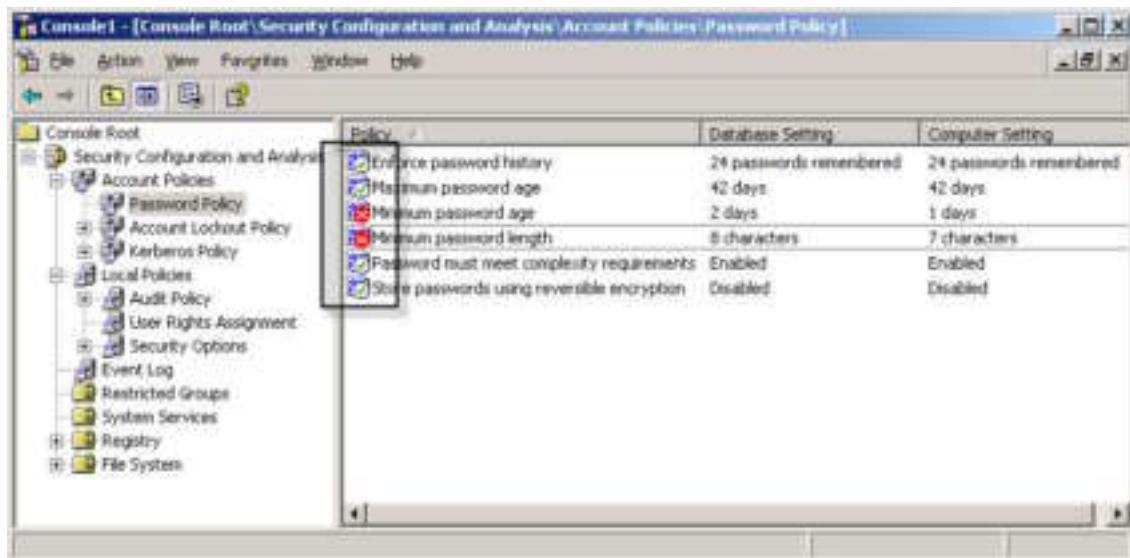 Console1 - [Console Root\Security Configuration and Analysis\Account Policies\Password Policy]
File Action View Favorites Window Help
Console Root
Security Configuration and Analysis
Account Policies
Password Policy
Account Lockout Policy
Kerberos Policy
Local Policies
Audit Policy
User Rights Assignment
Security Options
Event Log
Restricted Groups
System Services
Registry
File System
Policy Database Setting Computer Setting
Enforce password history 24 passwords remembered 24 passwords remembered
Maximum password age 42 days 42 days
Minimum password age 2 days 1 days
Minimum password length 8 characters 7 characters
Password must meet complexity requirements Enabled Enabled
Store passwords using reversible encryption Disabled Disabled